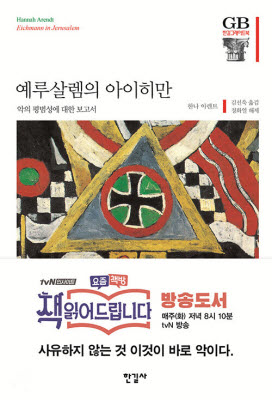 Hannah Arendt
Eichmann in Jerusalem
GB
한길그레이트북스
예루살렘의 아이히만
악의 평범성에 대한 보고서
한나 아렌트
김선욱 옮김
정화열 해제
tvN
요즘책방
책 읽어드립니다
방송도서
매주(화) 저녁 8시 10분
tvN 방송
사유하지 않는 것 이것이 바로 악이다.
한길사